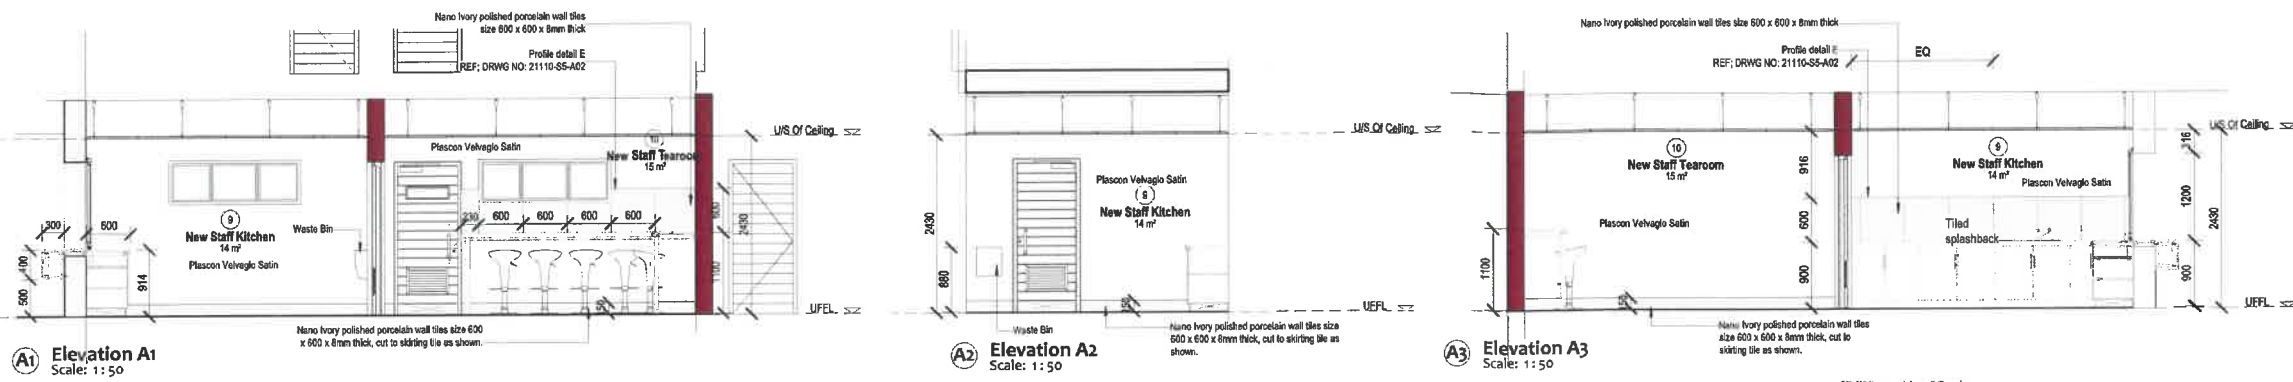 Nano Ivory polished porcelain wall tiles
size 600 x 600 x 8mm thick
Profile detail E
REF; DRWG NO: 21110-S5-A02
U/S Of Ceiling
Plascon Velvaglo Satin
10
New Staff Tearoom
15 m²
9
New Staff Kitchen
14 m²
Plascon Velvaglo Satin
Waste Bin
300
600
400
500
914
230
600
600
600
600
600
2430
1100
150
UFFL
Nano Ivory polished porcelain wall tiles size 600
x 600 x 8mm thick, cut to skirting tile as shown.
A1
Elevation A1
Scale: 1:50
U/S Of Ceiling
Plascon Velvaglo Satin
9
New Staff Kitchen
14 m²
2430
880
150
UFFL
Waste Bin
Nano Ivory polished porcelain wall tiles size
600 x 600 x 8mm thick, cut to skirting tile as
shown.
A2
Elevation A2
Scale: 1:50
Nano Ivory polished porcelain wall tiles size 600 x 600 x 8mm thick
Profile detail E
REF; DRWG NO: 21110-S5-A02
EQ
U/S Of Ceiling
10
New Staff Tearoom
15 m²
9
New Staff Kitchen
14 m²
Plascon Velvaglo Satin
Plascon Velvaglo Satin
Tiled
splashback
916
600
900
1100
150
316
1200
900
2430
UFFL
Nano Ivory polished porcelain wall tiles
size 600 x 600 x 8mm thick, cut to
skirting tile as shown.
A3
Elevation A3
Scale: 1:50